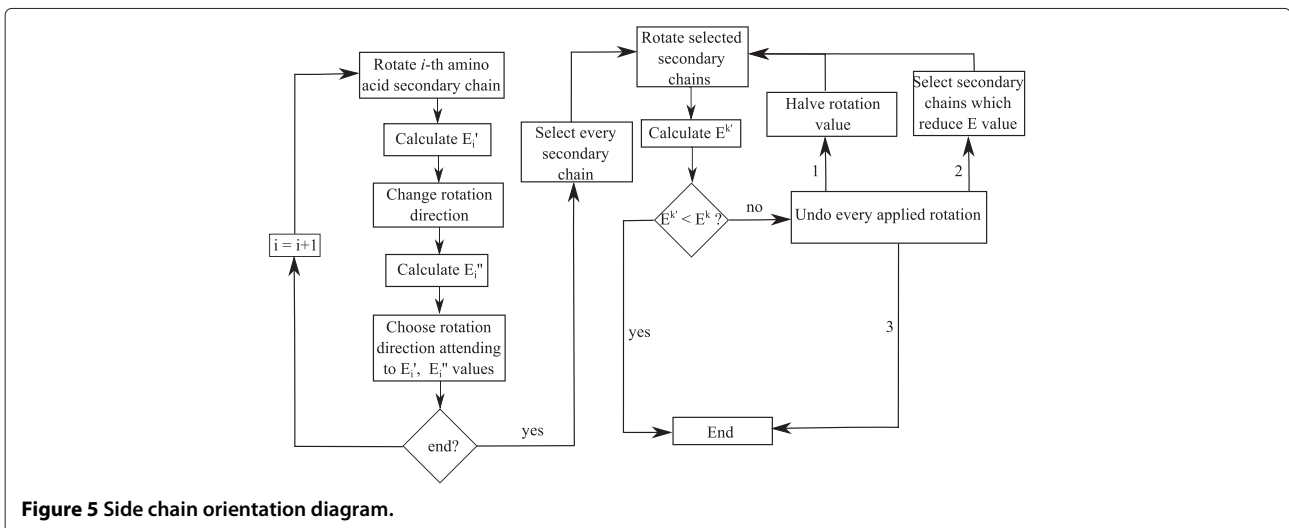 Rotate i-th amino
acid secondary chain
Calculate Ei'
Change rotation
direction
Calculate Ei"
Choose rotation
direction attending
to Ei', Ei" values
end?
i = i+1
yes
Select every
secondary
chain
Rotate selected
secondary
chains
Calculate Ek'
Ek' < Ek ?
no
yes
Undo every applied rotation
1
2
3
Halve rotation
value
Select secondary
chains which
reduce E value
End
Figure 5 Side chain orientation diagram.